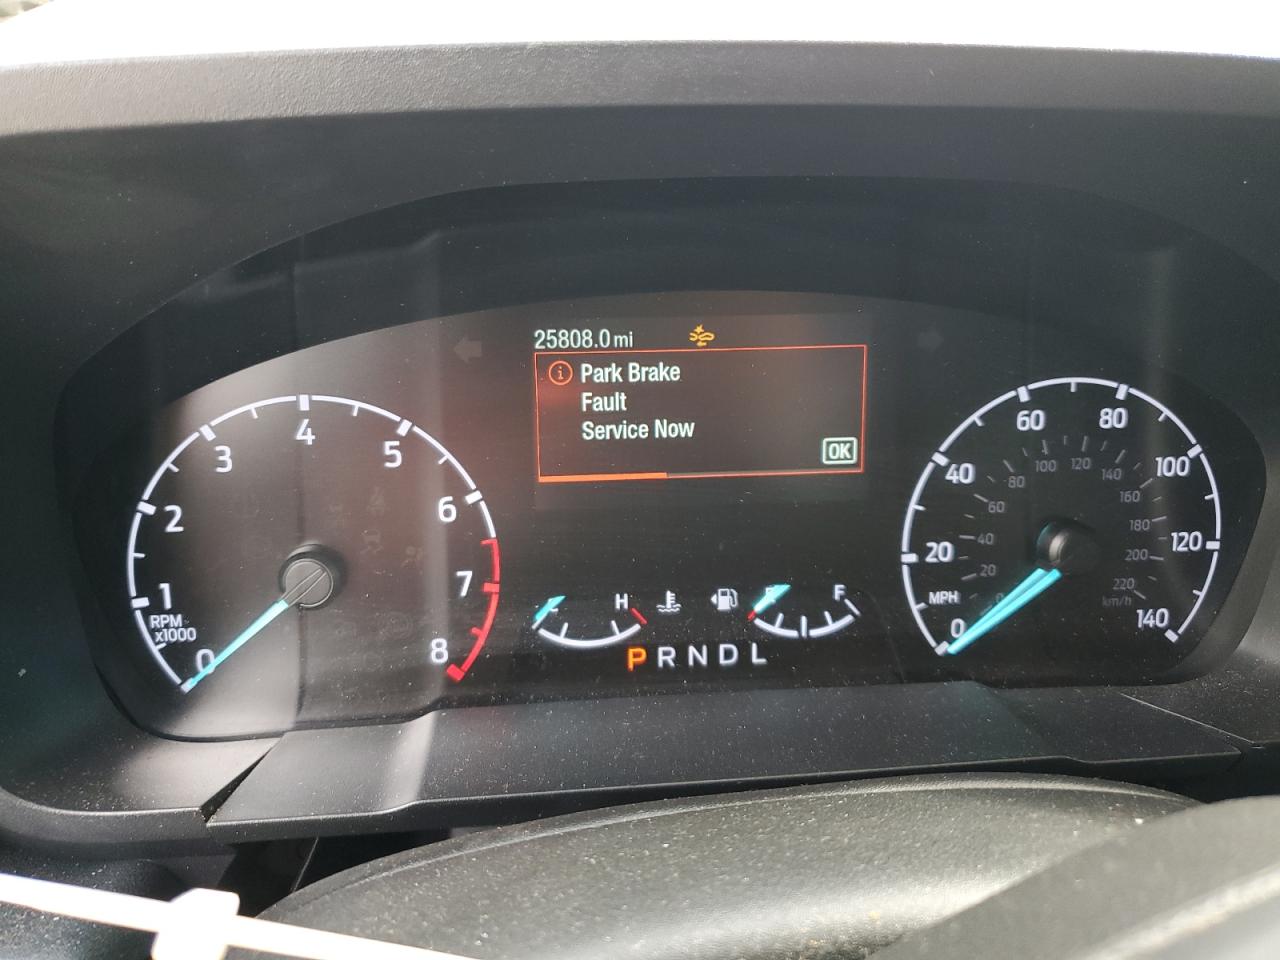 25808.0 mi
Park Brake
Fault
Service Now
OK
0 1 2 3 4 5 6 7 8
RPM
x1000
H
F
P R N D L
0 20 40 60 80 100 120 140
MPH
20 40 60 80 100 120 140 160 180 200 220
km/h